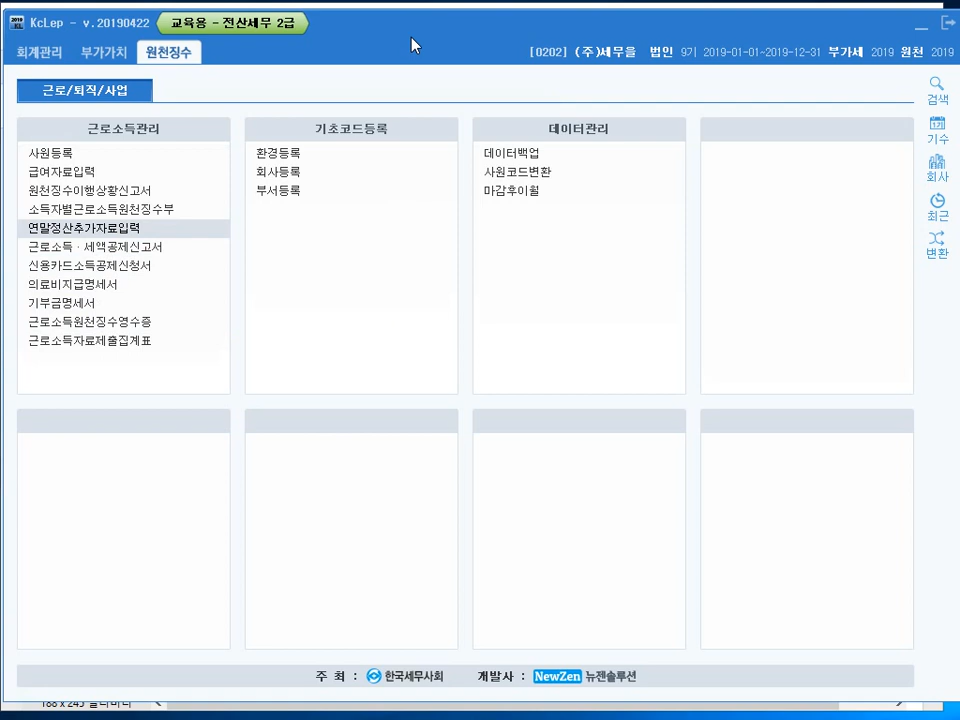 KcLep - v.20190422 교육용 - 전산세무 2급
회계관리 부가가치 원천징수 [0202] (주)세무울 법인 9기 2019-01-01~2019-12-31 부가세 2019 원천 2019
근로/퇴직/사업
검색
기수
회사
최근
변환
근로소득관리
사원등록
급여자료입력
원천징수이행상황신고서
소득자별근로소득원천징수부
연말정산추가자료입력
근로소득 · 세액공제신고서
신용카드소득공제신청서
의료비지급명세서
기부금명세서
근로소득원천징수영수증
근로소득자료제출집계표
기초코드등록
환경등록
회사등록
부서등록
데이터관리
데이터백업
사원코드변환
마감후이월
주 최 : 한국세무사회 개발사 : NewZen 뉴젠솔루션